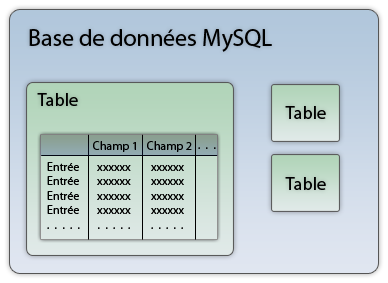 Base de données MySQL
Table
Champ 1 Champ 2 . . .
Entrée xxxxxx xxxxxx
Entrée xxxxxx xxxxxx
Entrée xxxxxx xxxxxx
Entrée xxxxxx xxxxxx
. . . . . . . . . . . . . . .
Table
Table